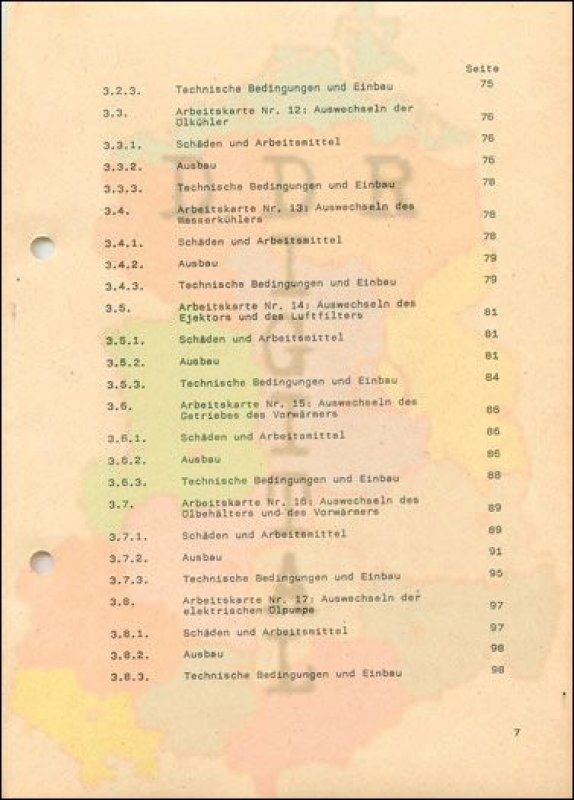 Seite
3.2.3. Technische Bedingungen und Einbau 75
3.3. Arbeitskarte Nr. 12: Auswechseln der
Ölkühler 76
3.3.1. Schäden und Arbeitsmittel 76
3.3.2. Ausbau 76
3.3.3. Technische Bedingungen und Einbau 78
3.4. Arbeitskarte Nr. 13: Auswechseln des
Wasserkühlers 78
3.4.1. Schäden und Arbeitsmittel 78
3.4.2. Ausbau 79
3.4.3. Technische Bedingungen und Einbau 79
3.5. Arbeitskarte Nr. 14: Auswechseln des
Ejektors und des Luftfilters 81
3.5.1. Schäden und Arbeitsmittel 81
3.5.2. Ausbau 81
3.5.3. Technische Bedingungen und Einbau 84
3.6. Arbeitskarte Nr. 15: Auswechseln des
Getriebes des Vorwärmers 86
3.6.1. Schäden und Arbeitsmittel 86
3.6.2. Ausbau 86
3.6.3. Technische Bedingungen und Einbau 88
3.7. Arbeitskarte Nr. 16: Auswechseln des
Ölbehälters und des Vorwärmers 89
3.7.1. Schäden und Arbeitsmittel 89
3.7.2. Ausbau 91
3.7.3. Technische Bedingungen und Einbau 95
3.8. Arbeitskarte Nr. 17: Auswechseln der
elektrischen Ölpumpe 97
3.8.1. Schäden und Arbeitsmittel 97
3.8.2. Ausbau 98
3.8.3. Technische Bedingungen und Einbau 98
7
DDR
DIGITAL